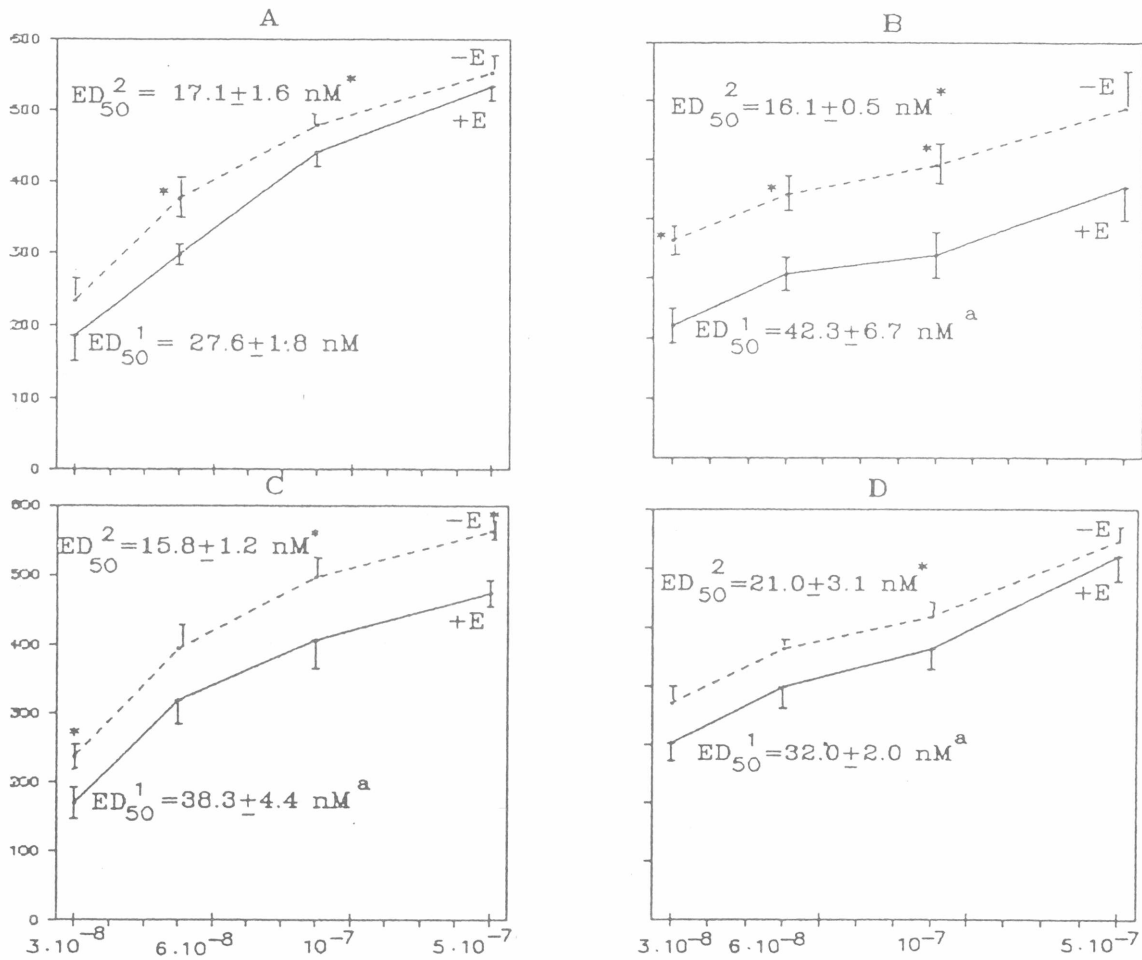 A
B
500
500
400
300
200
100
0
ED50^2 = 17.1±1.6 nM*
−E
*
+E
ED50^1 = 27.6±1.8 nM
ED50^2 =16.1±0.5 nM*
−E
*
*
*
+E
ED50^1 =42.3±6.7 nM a
C
D
600
500
400
300
200
100
0
ED50^2 =15.8±1.2 nM*
−E *
+E
*
ED50^1 =38.3±4.4 nM a
ED50^2 =21.0±3.1 nM*
−E
+E
ED50^1 =32.0±2.0 nM a
3.10^-8 6.10^-8 10^-7 5.10^-7
3.10^-8 6.10^-8 10^-7 5.10^-7